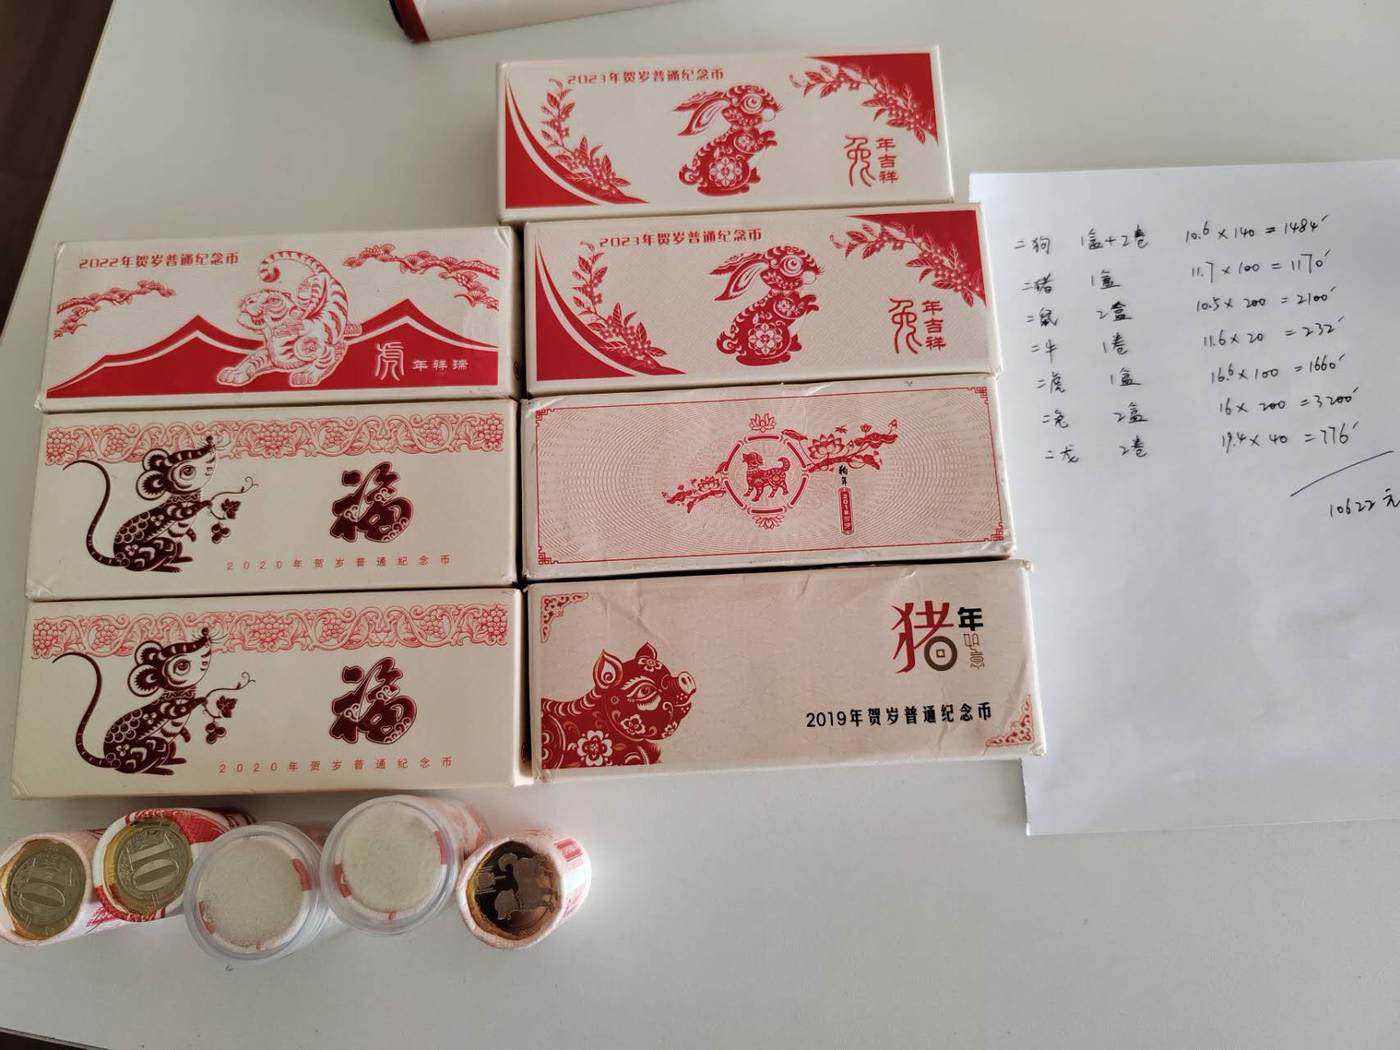 2023年贺岁普通纪念币
兔
年吉祥
2022年贺岁普通纪念币
虎
年祥瑞
2023年贺岁普通纪念币
兔
年吉祥
福
2020年贺岁普通纪念币
狗年
福
2020年贺岁普通纪念币
猪年
2019年贺岁普通纪念币
10
10
二狗 1盒+2卷 10.6×140=1484
二猪 1盒 11.7×100=1170
二鼠 2盒 10.5×200=2100
二牛 1卷 11.6×20=232
二虎 1盒 16.6×100=1660
二兔 2盒 16×200=3200
二龙 2卷 19.4×40=776
10622元